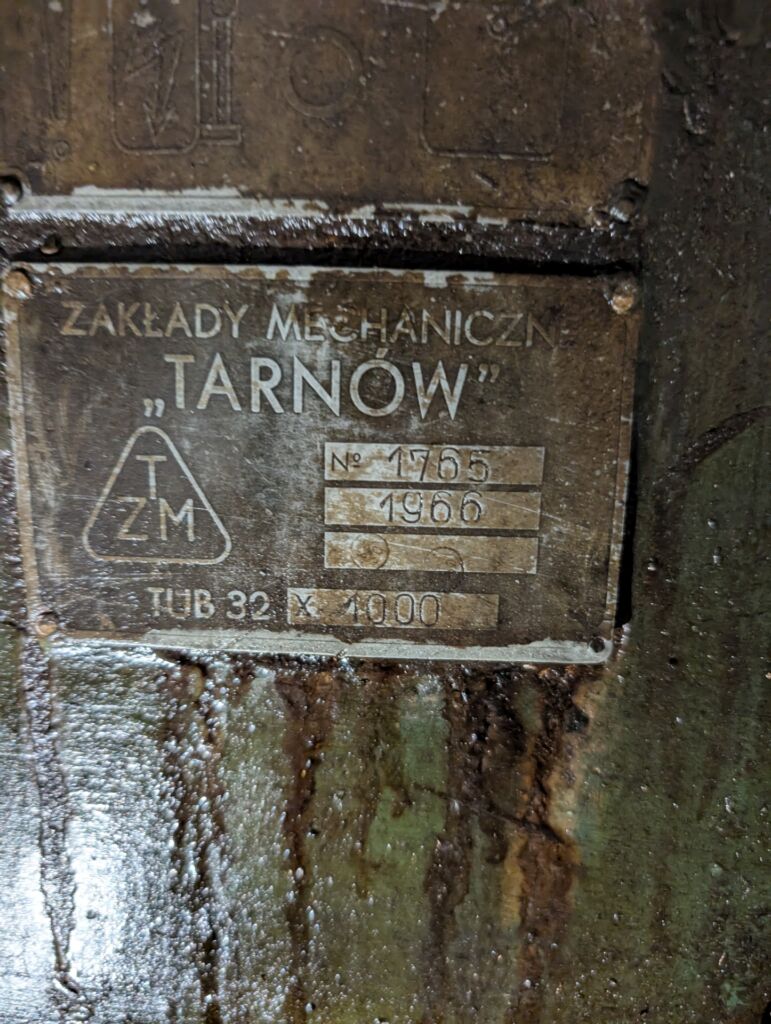 ZAKŁADY MECHANICZN
„TARNÓW”
T
ZM
Nº 1765
1966
TUB 32 X 1000